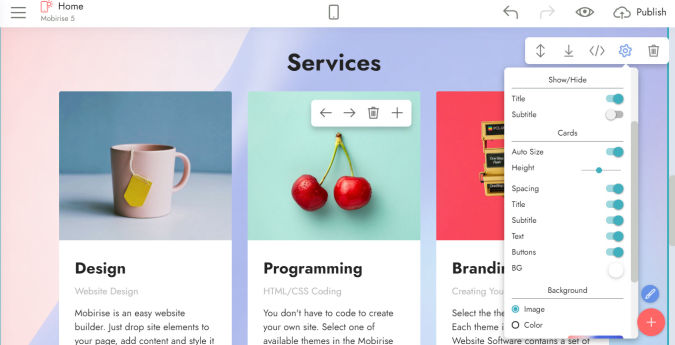 Home
Mobirise 5
Publish
Services
Show/Hide
Title
Subtitle
Cards
Auto Size
Height
Spacing
Title
Subtitle
Text
Buttons
BG
Background
Image
Color
Design
Website Design
Mobirise is an easy website
builder. Just drop site elements to
your page, add content and style it
Programming
HTML/CSS Coding
You don't have to code to create
your own site. Select one of
available themes in the Mobirise
Brandin
Creating You
Select the the
Each theme i
Website Software contains a set of